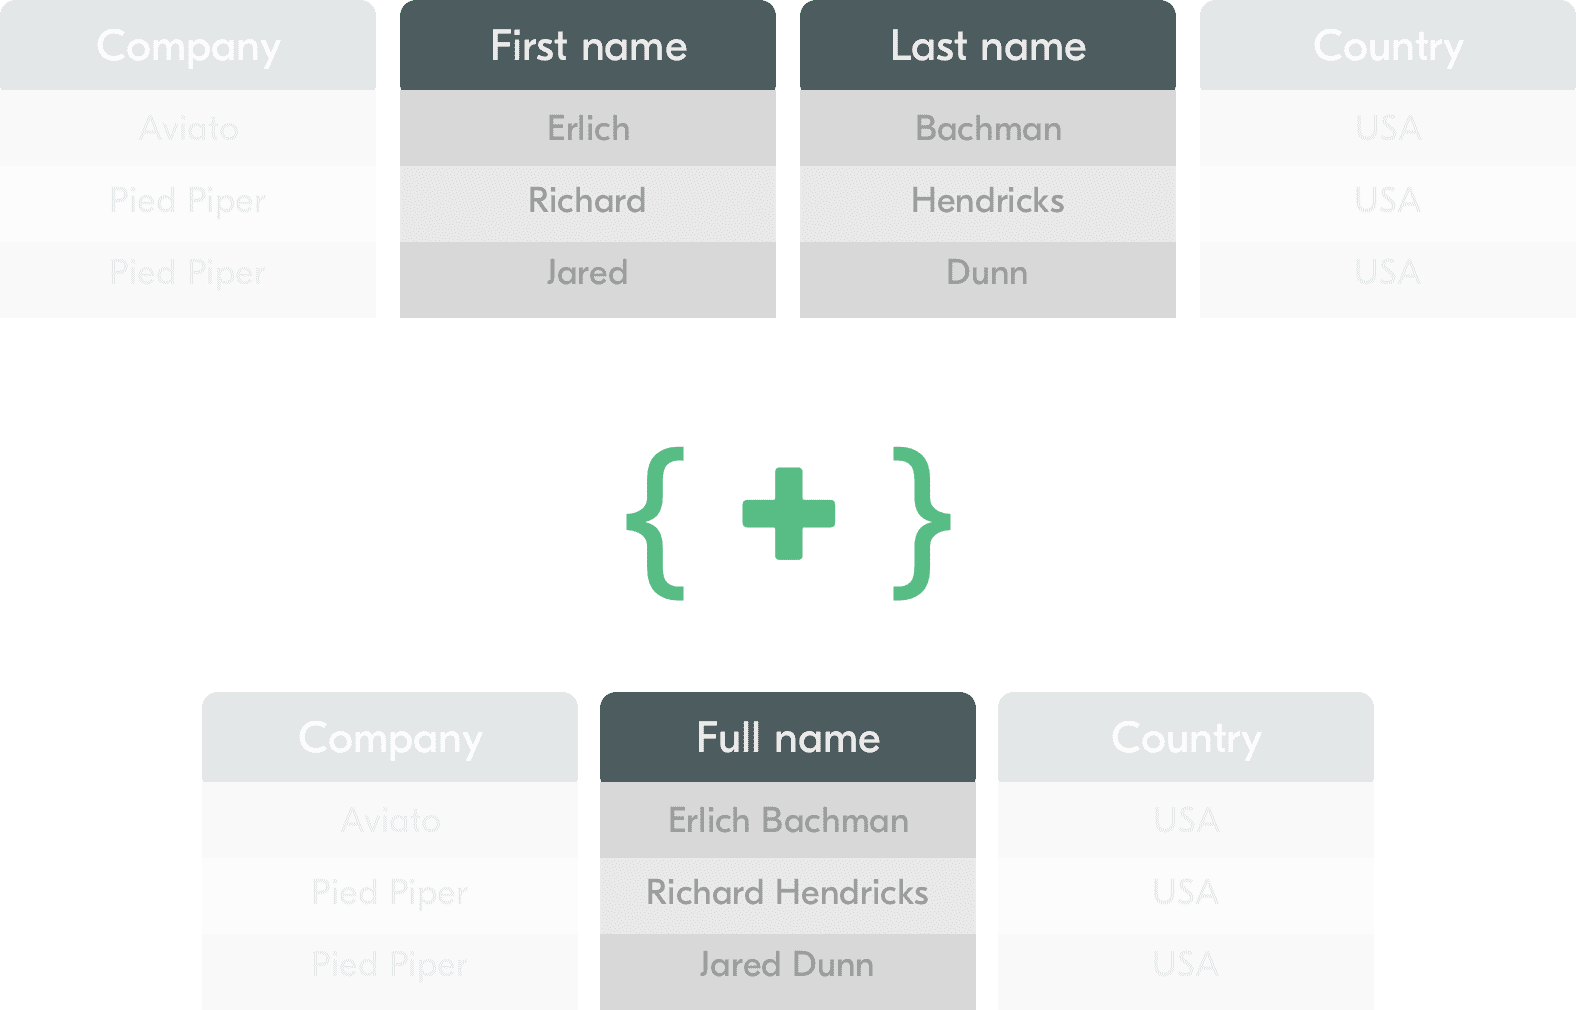 Company First name Last name Country
Aviato Erlich Bachman USA
Pied Piper Richard Hendricks USA
Pied Piper Jared Dunn USA
{ + }
Company Full name Country
Aviato Erlich Bachman USA
Pied Piper Richard Hendricks USA
Pied Piper Jared Dunn USA